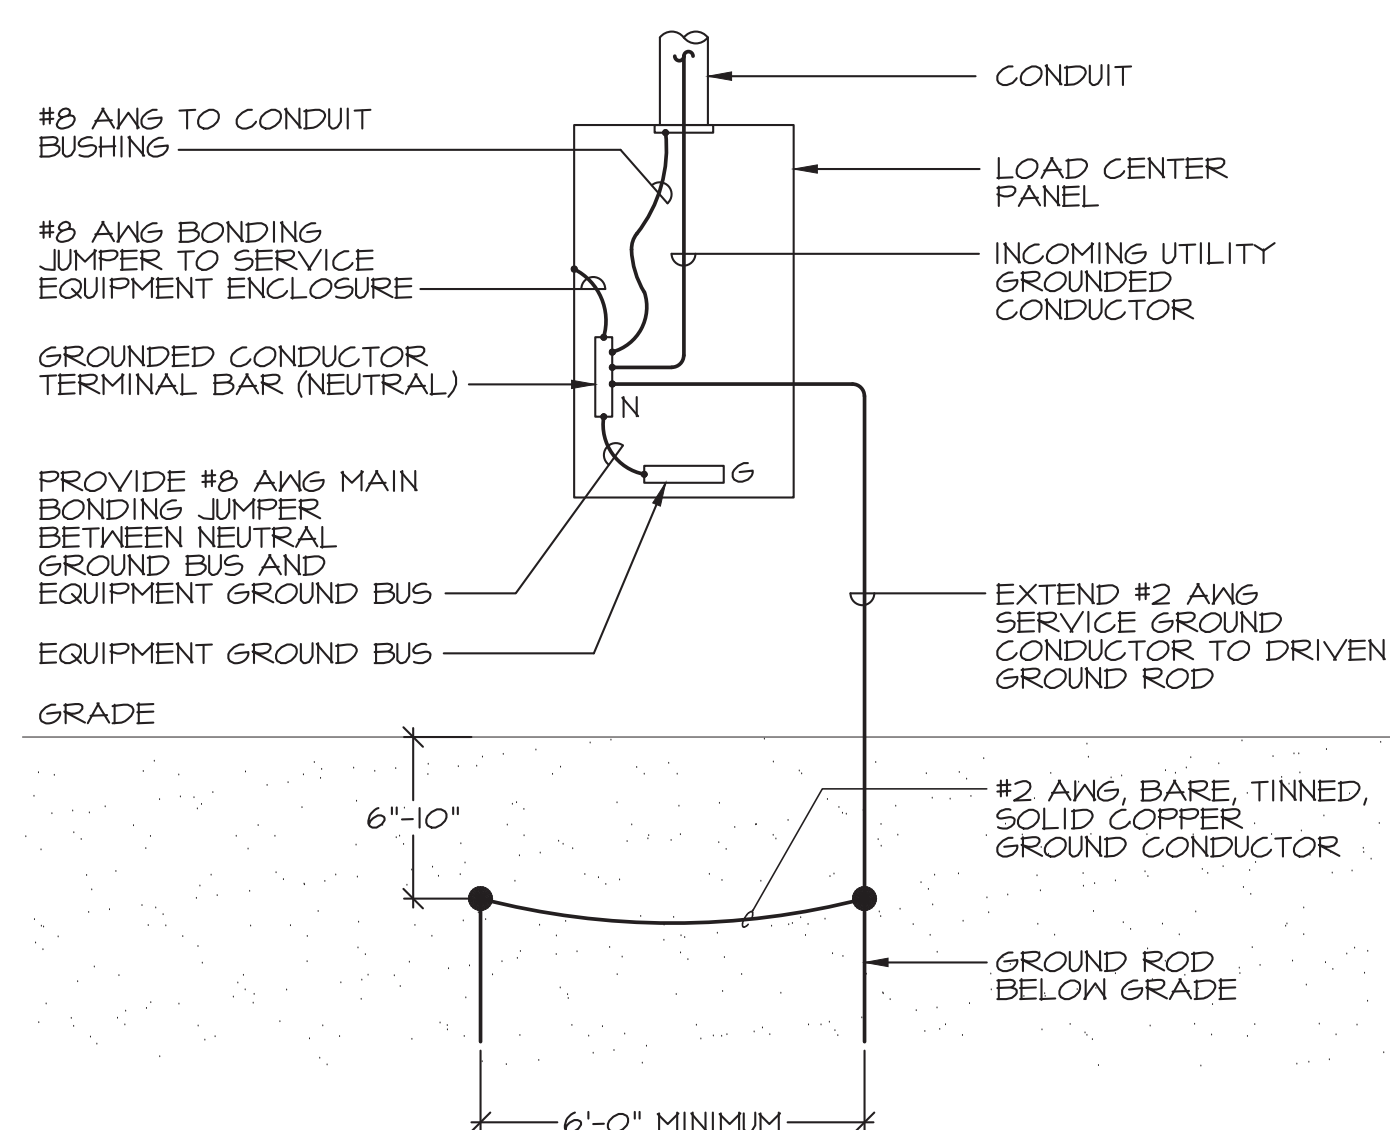 CONDUIT
#8 AWG TO CONDUIT
BUSHING
LOAD CENTER
PANEL
#8 AWG BONDING
JUMPER TO SERVICE
EQUIPMENT ENCLOSURE
INCOMING UTILITY
GROUNDED
CONDUCTOR
GROUNDED CONDUCTOR
TERMINAL BAR (NEUTRAL)
N
G
PROVIDE #8 AWG MAIN
BONDING JUMPER
BETWEEN NEUTRAL
GROUND BUS AND
EQUIPMENT GROUND BUS
EXTEND #2 AWG
SERVICE GROUND
CONDUCTOR TO DRIVEN
GROUND ROD
EQUIPMENT GROUND BUS
GRADE
6"-10"
#2 AWG, BARE, TINNED,
SOLID COPPER
GROUND CONDUCTOR
GROUND ROD
BELOW GRADE
6'-0" MINIMUM